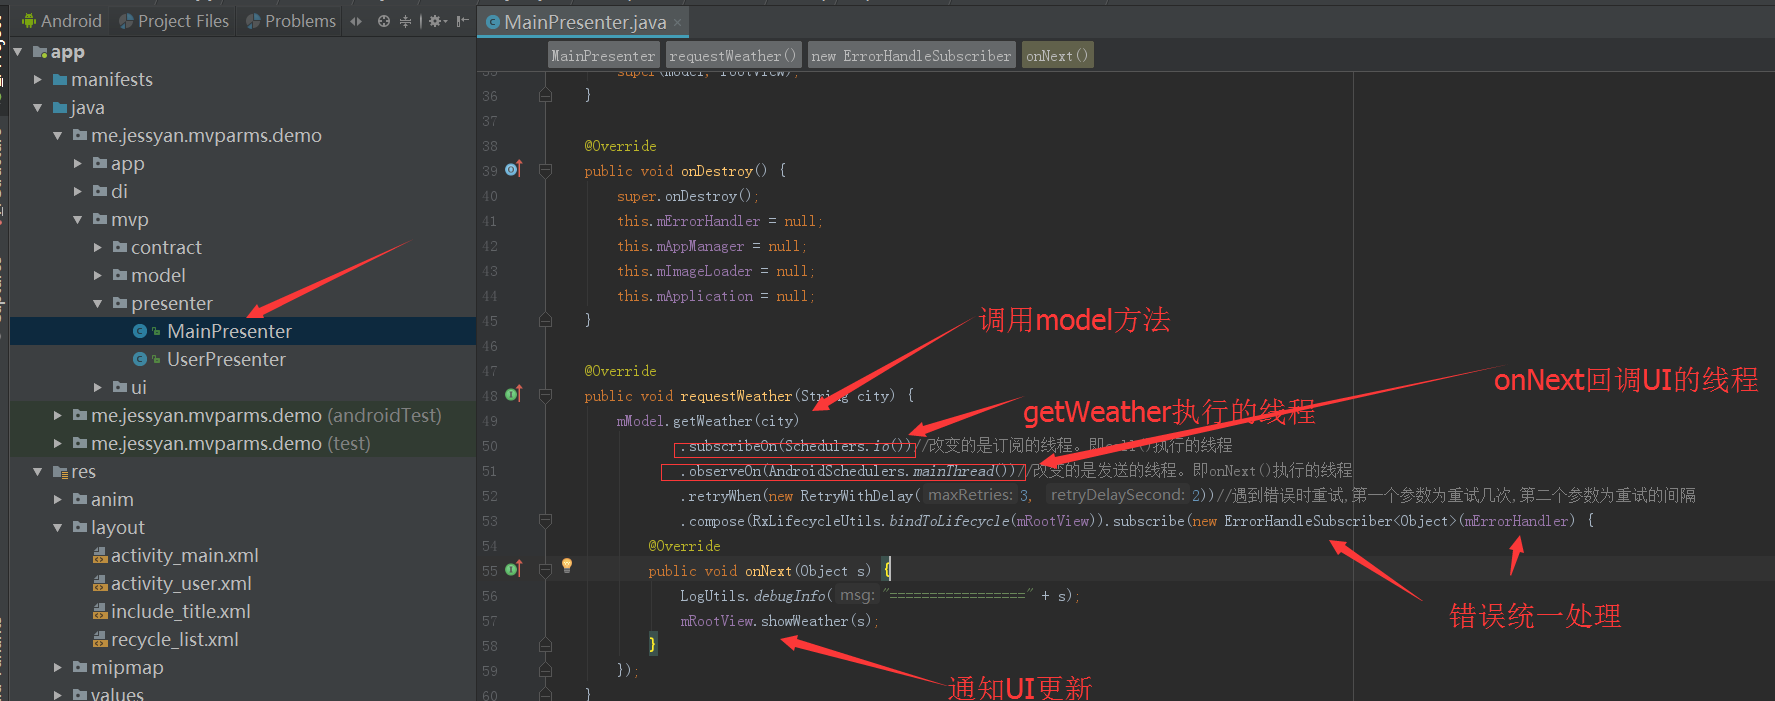 Android Project Files Problems
app
manifests
java
me.jessyan.mvparms.demo
app
di
mvp
contract
model
presenter
MainPresenter
UserPresenter
ui
me.jessyan.mvparms.demo (androidTest)
me.jessyan.mvparms.demo (test)
res
anim
layout
activity_main.xml
activity_user.xml
include_title.xml
recycle_list.xml
mipmap
values
MainPresenter.java
MainPresenter requestWeather() new ErrorHandleSubscriber onNext()
35 super(model, rootView);
36 }
37
38 @Override
39 public void onDestroy() {
40 super.onDestroy();
41 this.mErrorHandler = null;
42 this.mAppManager = null;
43 this.mImageLoader = null;
44 this.mApplication = null;
45 }
46
47 @Override
48 public void requestWeather(String city) {
49 mModel.getWeather(city)
50 .subscribeOn(Schedulers.io())//改变的是订阅的线程。即call()执行的线程
51 .observeOn(AndroidSchedulers.mainThread())//改变的是发送的线程。即onNext()执行的线程
52 .retryWhen(new RetryWithDelay( maxRetries: 3, retryDelaySecond: 2))//遇到错误时重试,第一个参数为重试几次,第二个参数为重试的间隔
53 .compose(RxLifecycleUtils.bindToLifecycle(mRootView)).subscribe(new ErrorHandleSubscriber<Object>(mErrorHandler) {
54 @Override
55 public void onNext(Object s) {
56 LogUtils.debugInfo( msg: "=================" + s);
57 mRootView.showWeather(s);
58 }
59 });
60 }
调用model方法
onNext回调UI的线程
getWeather执行的线程
错误统一处理
通知UI更新